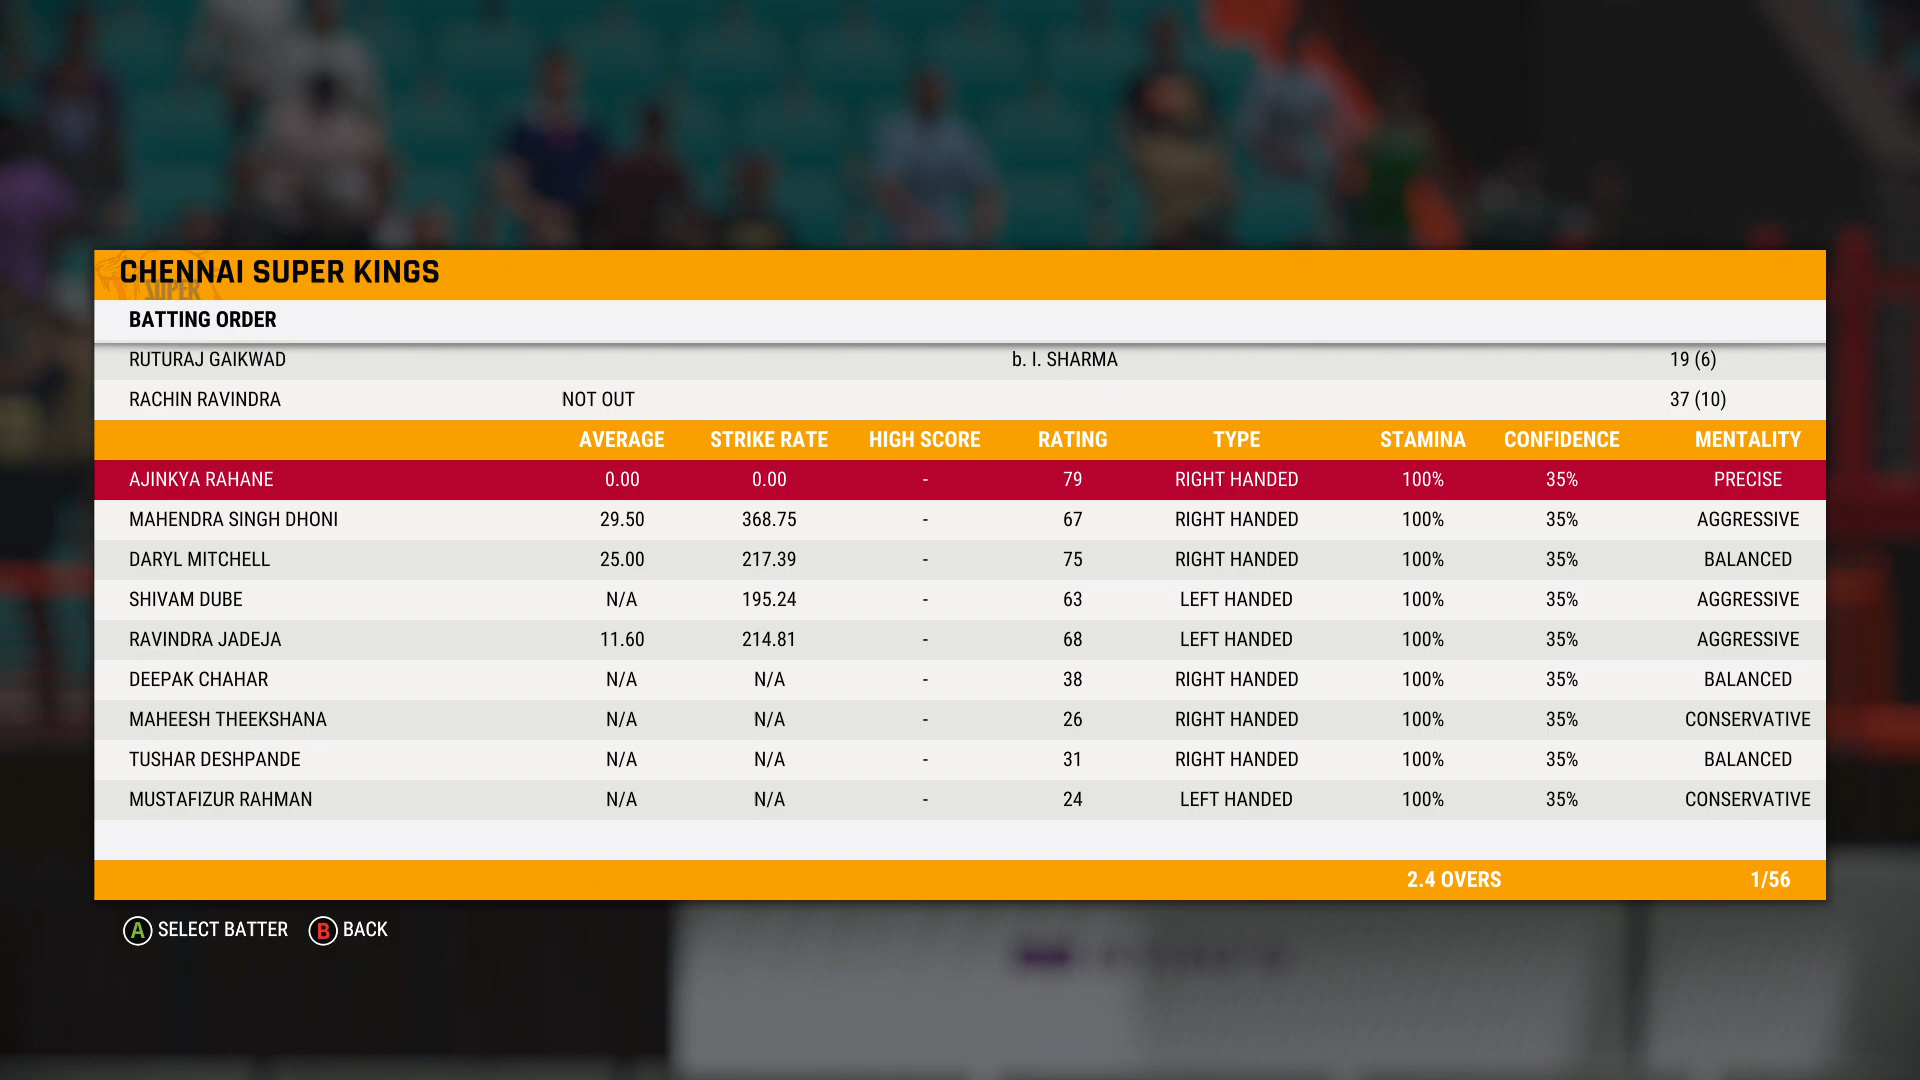 CHENNAI SUPER KINGS
SUPER
BATTING ORDER
RUTURAJ GAIKWAD b. I. SHARMA 19 (6)
RACHIN RAVINDRA NOT OUT 37 (10)
AVERAGE STRIKE RATE HIGH SCORE RATING TYPE STAMINA CONFIDENCE MENTALITY
AJINKYA RAHANE 0.00 0.00 - 79 RIGHT HANDED 100% 35% PRECISE
MAHENDRA SINGH DHONI 29.50 368.75 - 67 RIGHT HANDED 100% 35% AGGRESSIVE
DARYL MITCHELL 25.00 217.39 - 75 RIGHT HANDED 100% 35% BALANCED
SHIVAM DUBE N/A 195.24 - 63 LEFT HANDED 100% 35% AGGRESSIVE
RAVINDRA JADEJA 11.60 214.81 - 68 LEFT HANDED 100% 35% AGGRESSIVE
DEEPAK CHAHAR N/A N/A - 38 RIGHT HANDED 100% 35% BALANCED
MAHEESH THEEKSHANA N/A N/A - 26 RIGHT HANDED 100% 35% CONSERVATIVE
TUSHAR DESHPANDE N/A N/A - 31 RIGHT HANDED 100% 35% BALANCED
MUSTAFIZUR RAHMAN N/A N/A - 24 LEFT HANDED 100% 35% CONSERVATIVE
2.4 OVERS 1/56
A SELECT BATTER B BACK